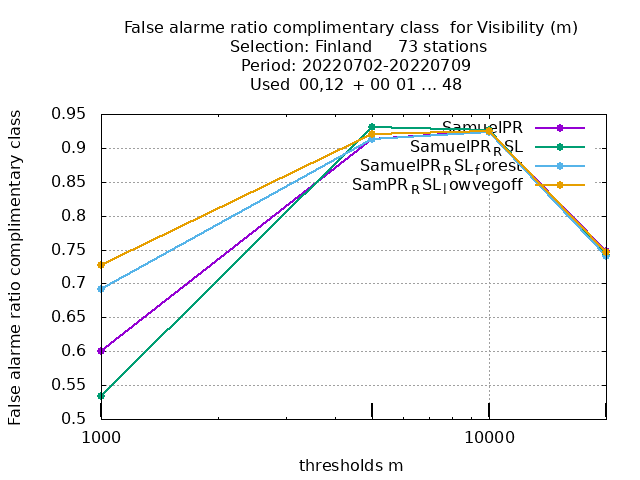 False alarme ratio complimentary class  for Visibility (m)
Selection: Finland     73 stations
Period: 20220702-20220709
Used  00,12  + 00 01 ... 48
False alarme ratio complimentary class
0.95
0.9
0.85
0.8
0.75
0.7
0.65
0.6
0.55
0.5
SamuelPR
SamuelPR_RSL
SamuelPR_RSL_forest
SamPR_RSL_lowvegoff
1000
10000
thresholds m